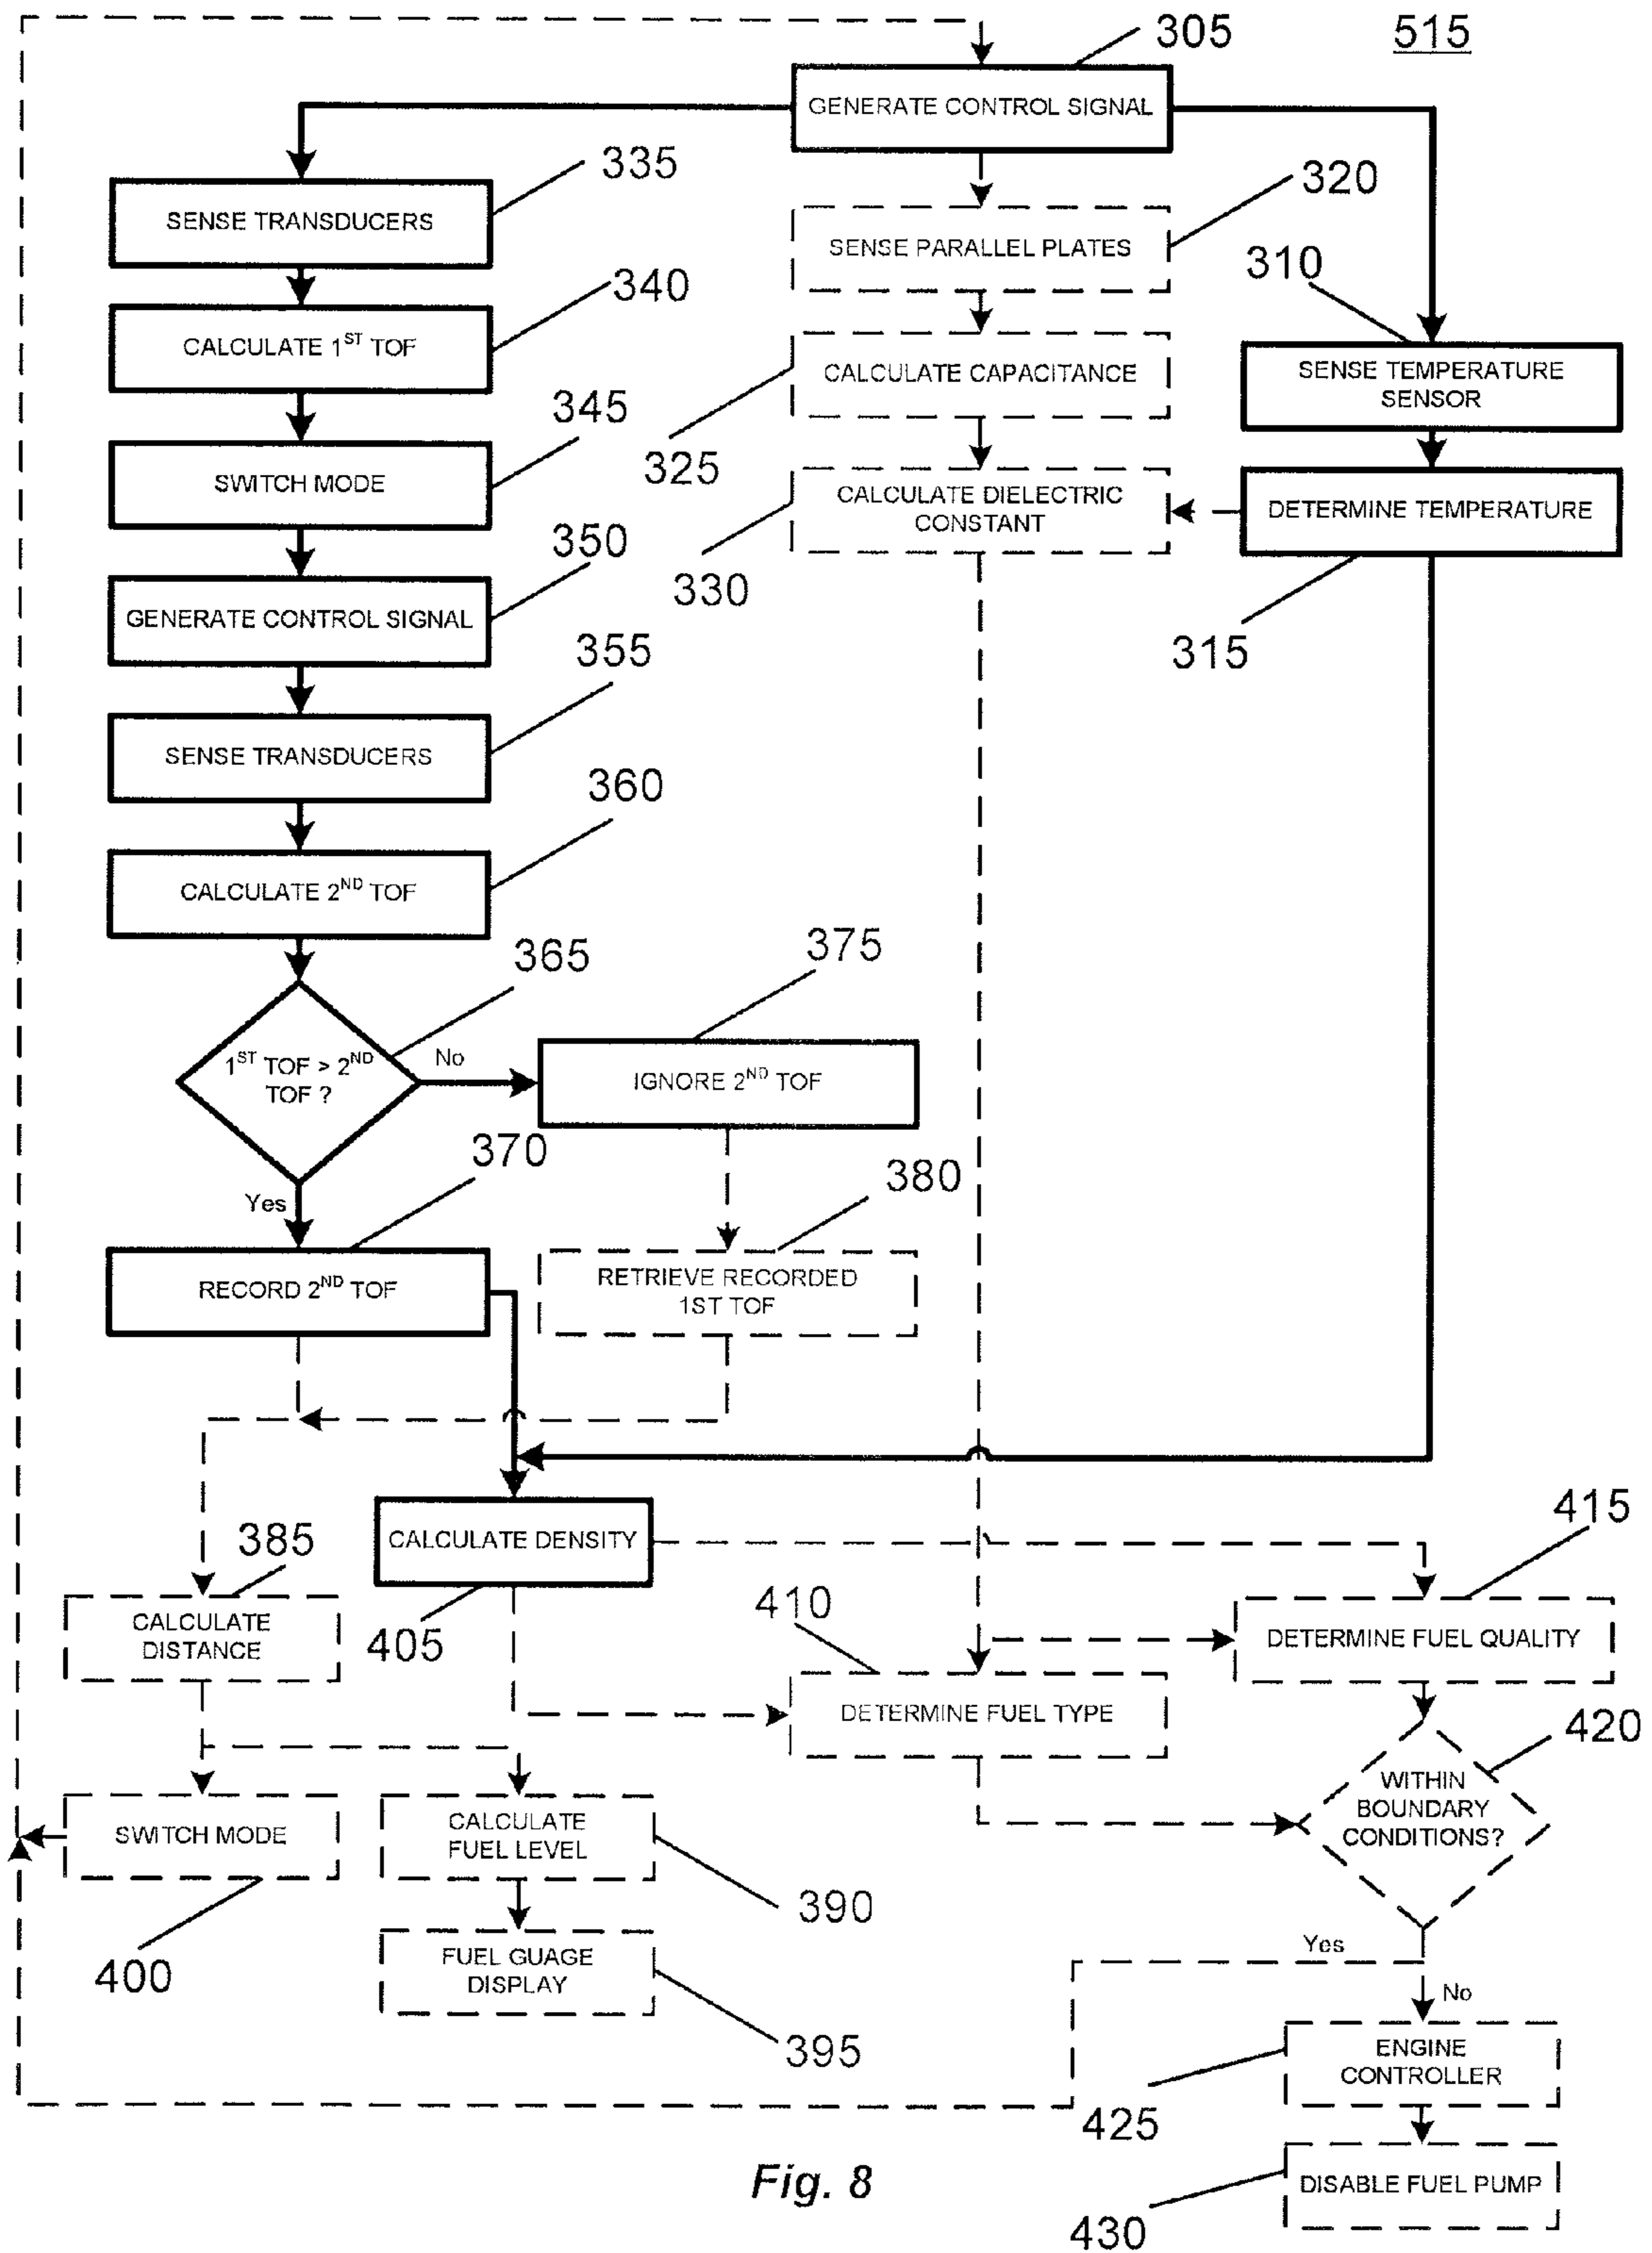 305
515
GENERATE CONTROL SIGNAL
335
320
SENSE TRANSDUCERS
SENSE PARALLEL PLATES
310
340
CALCULATE 1ST TOF
CALCULATE CAPACITANCE
SENSE TEMPERATURE
SENSOR
345
325
SWITCH MODE
CALCULATE DIELECTRIC
CONSTANT
DETERMINE TEMPERATURE
350
330
315
GENERATE CONTROL SIGNAL
355
SENSE TRANSDUCERS
360
CALCULATE 2ND TOF
365
375
1ST TOF > 2ND
TOF ?
No
IGNORE 2ND TOF
370
380
Yes
RECORD 2ND TOF
RETRIEVE RECORDED
1ST TOF
415
385
CALCULATE DENSITY
405
410
CALCULATE
DISTANCE
DETERMINE FUEL QUALITY
DETERMINE FUEL TYPE
420
WITHIN
BOUNDARY
CONDITIONS?
SWITCH MODE
CALCULATE
FUEL LEVEL
390
400
FUEL GUAGE
DISPLAY
395
Yes
No
ENGINE
CONTROLLER
425
DISABLE FUEL PUMP
430
Fig. 8